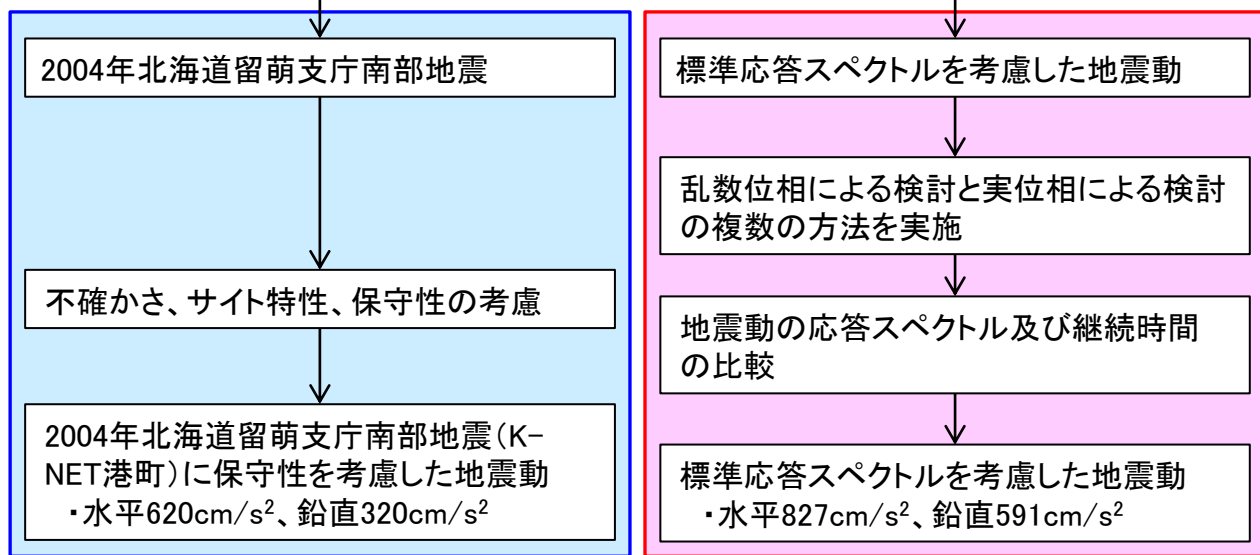 2004年北海道留萌支庁南部地震
不確かさ、サイト特性、保守性の考慮
2004年北海道留萌支庁南部地震(K-
NET港町)に保守性を考慮した地震動
・水平620cm/s²、鉛直320cm/s²
標準応答スペクトルを考慮した地震動
乱数位相による検討と実位相による検討
の複数の方法を実施
地震動の応答スペクトル及び継続時間
の比較
標準応答スペクトルを考慮した地震動
・水平827cm/s²、鉛直591cm/s²